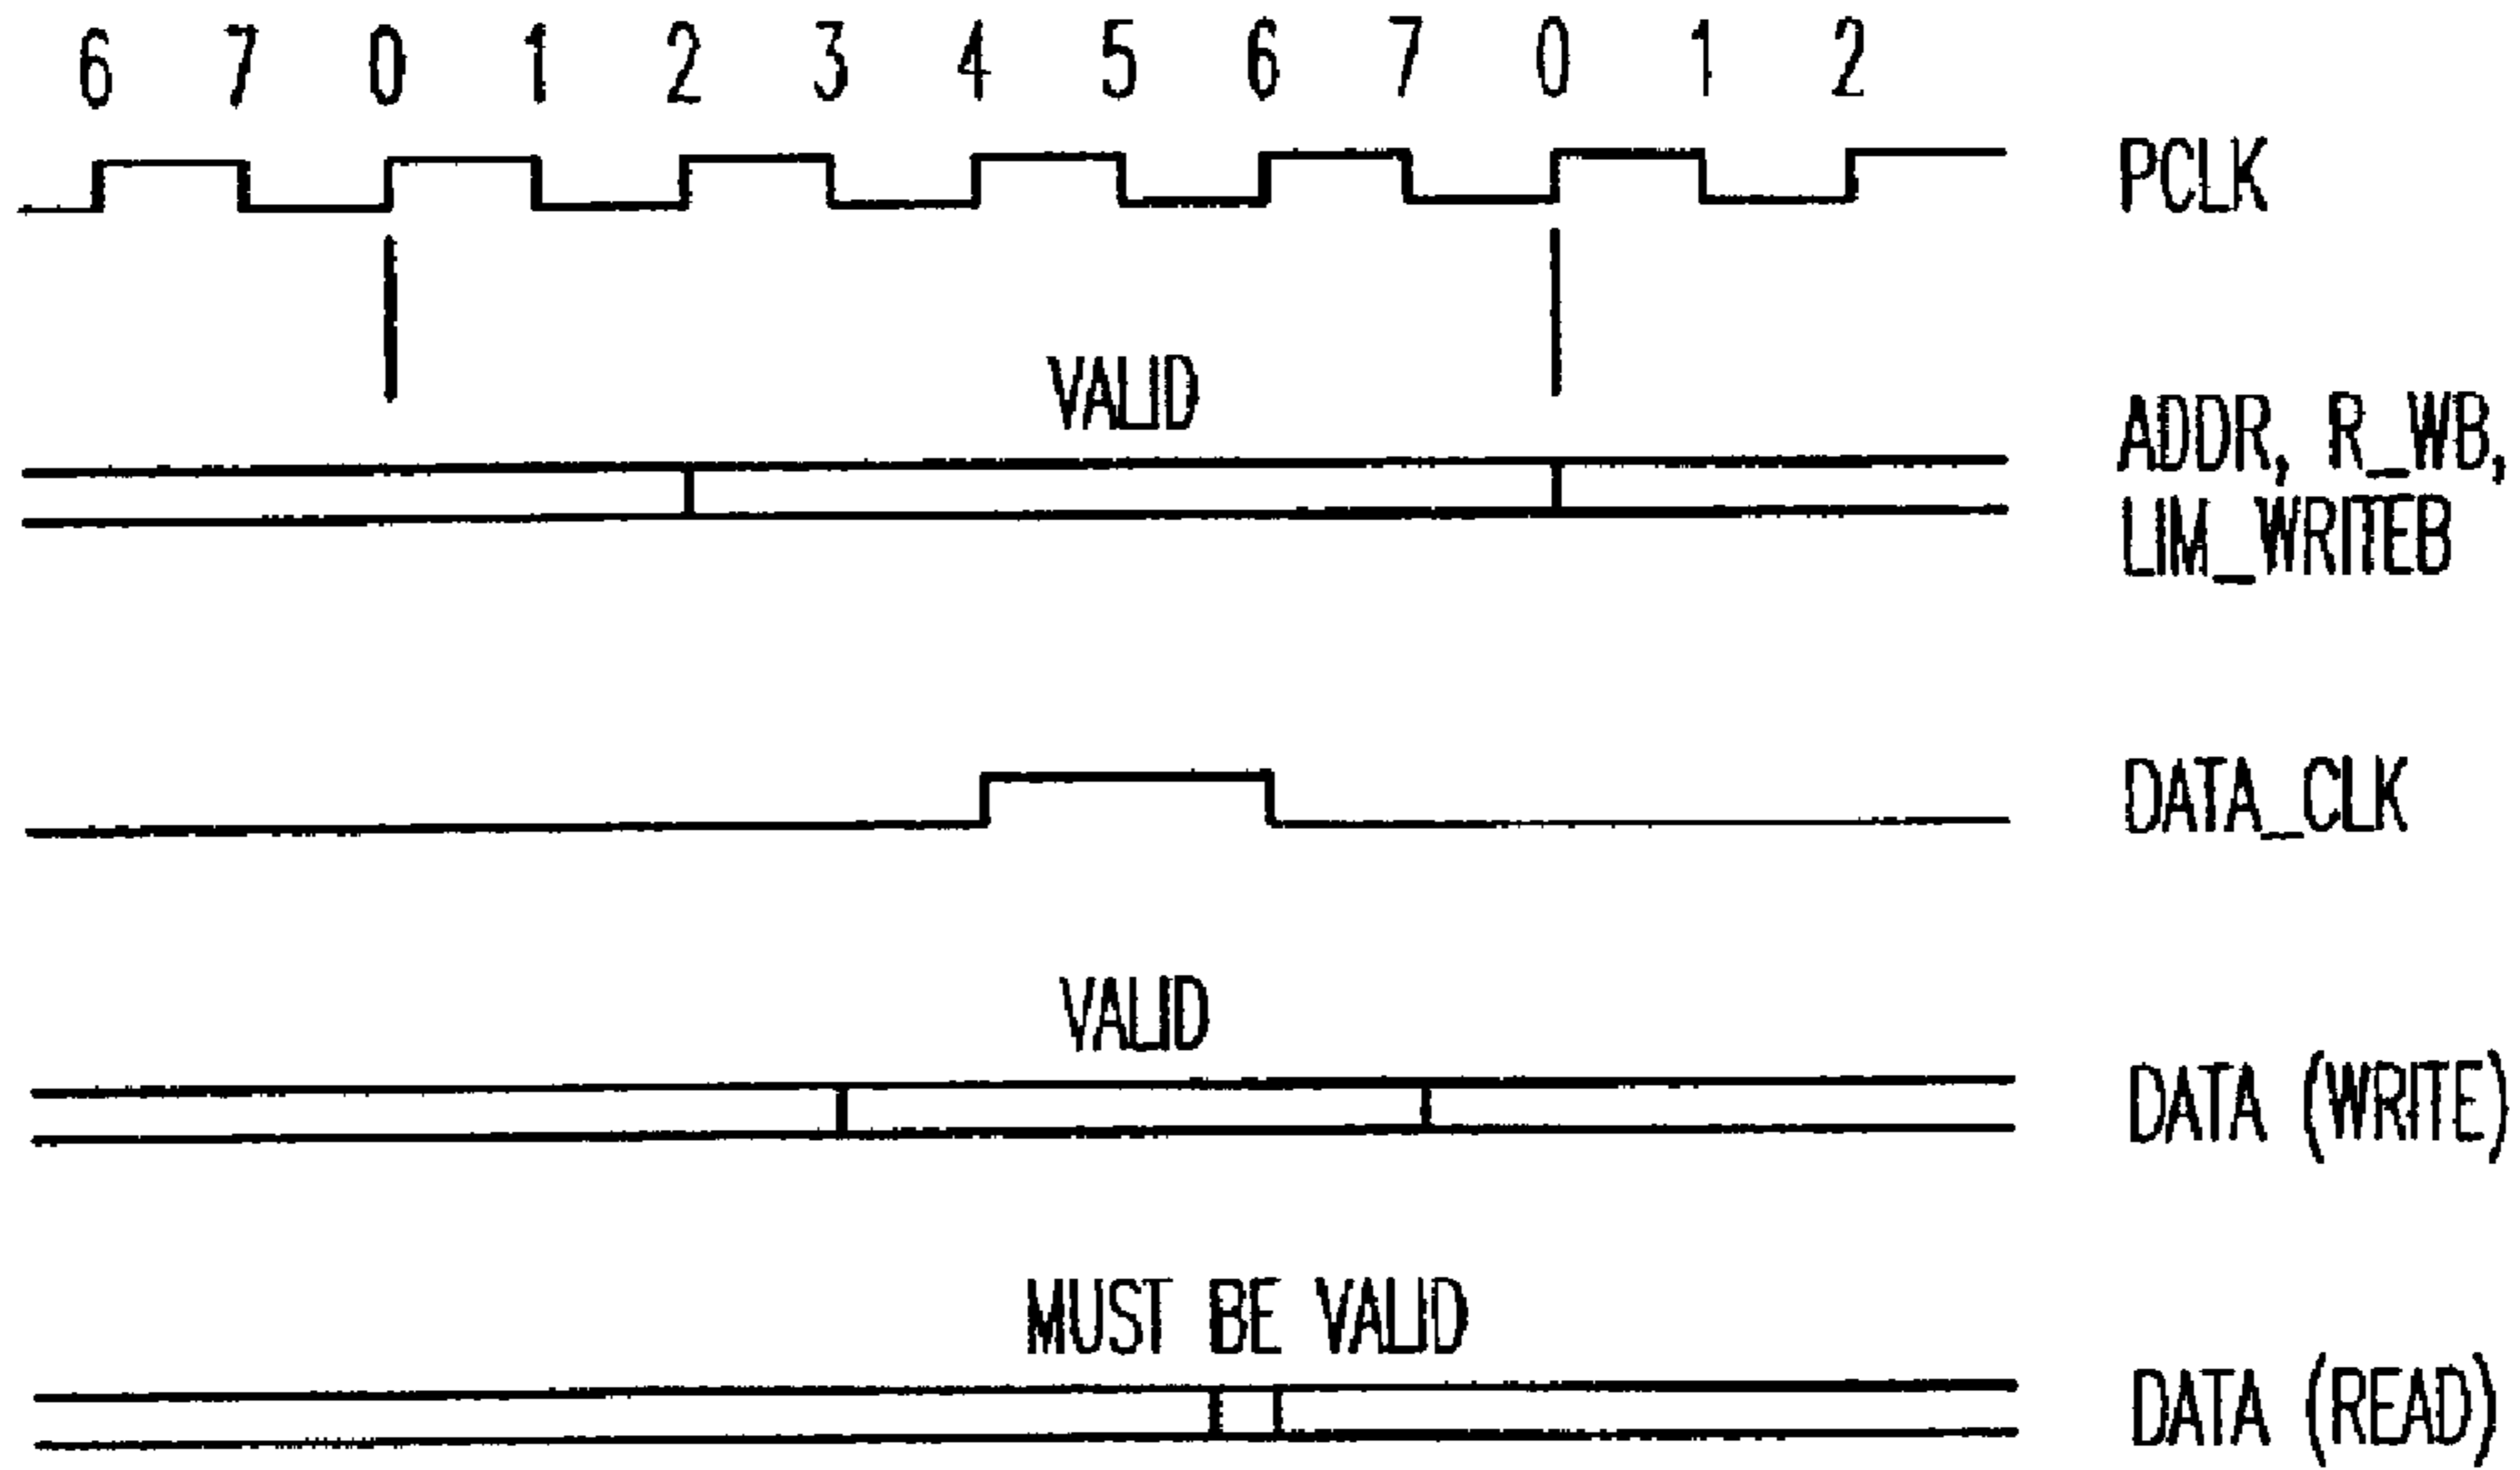 6 7 0 1 2 3 4 5 6 7 0 1 2
PCLK
VALID
ADDR, R_WB,
LIM_WRITEB
DATA_CLK
VALID
DATA (WRITE)
MUST BE VALID
DATA (READ)